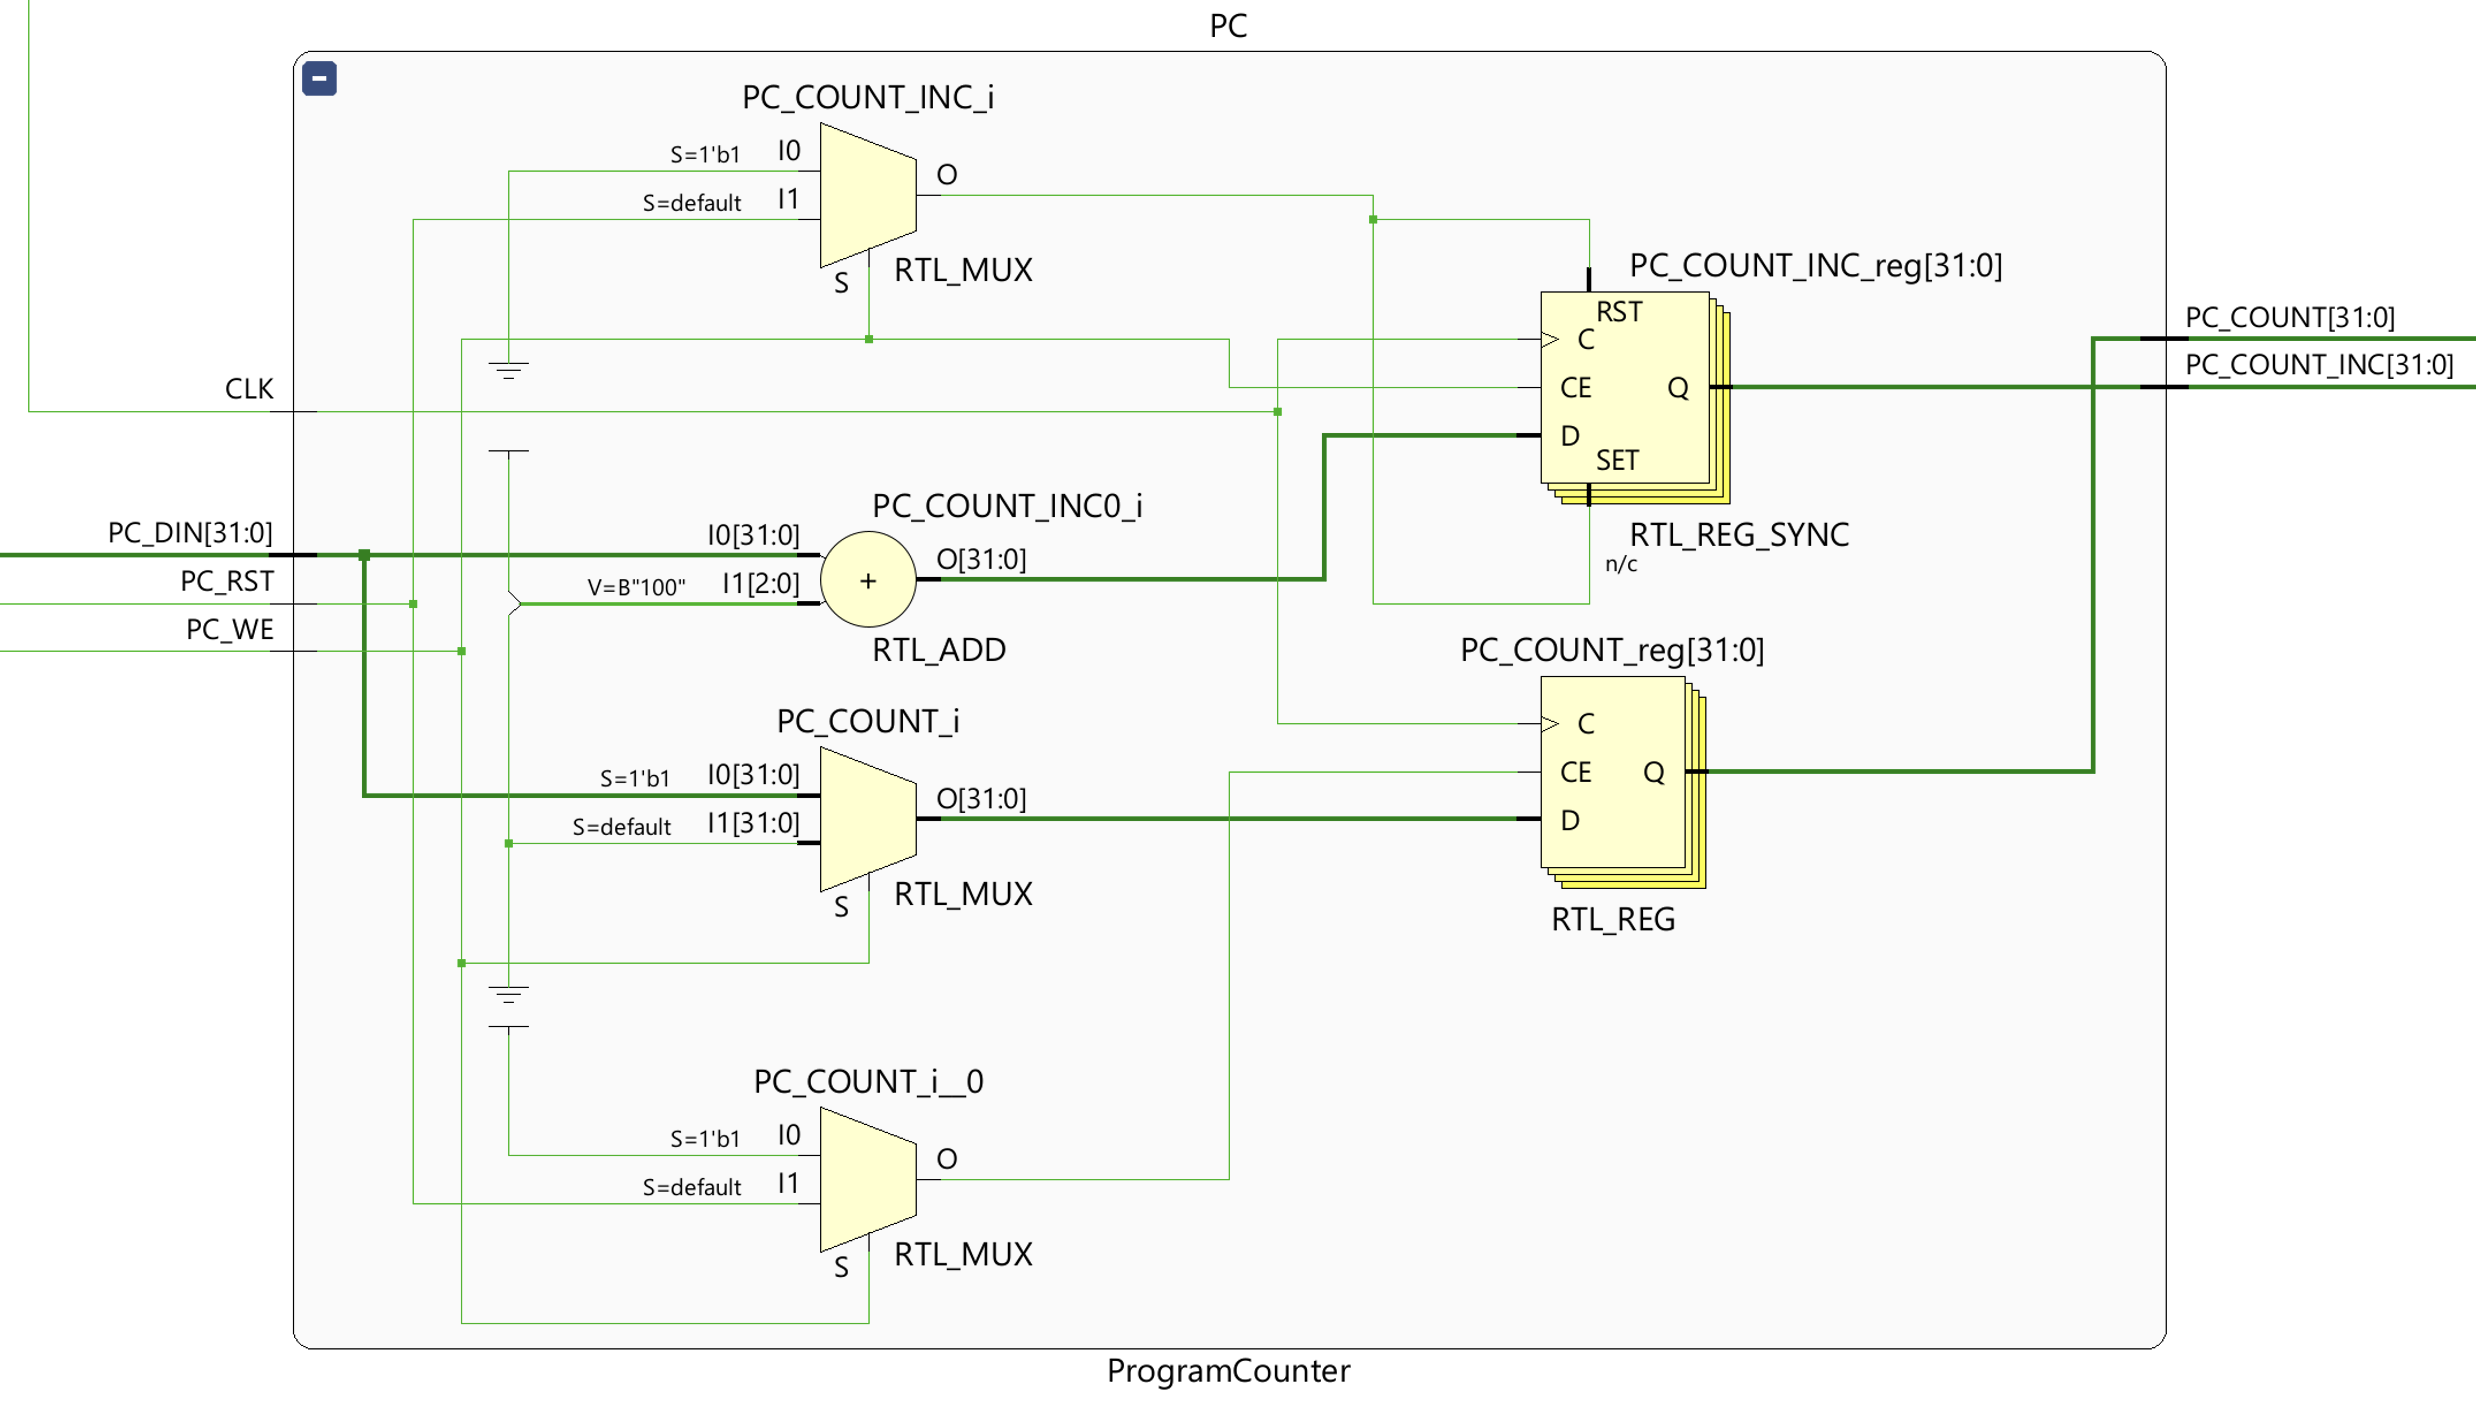 PC
PC_COUNT_INC_i
S=1'b1 I0
O
S=default I1
S RTL_MUX
PC_COUNT_INC_reg[31:0]
RST
C
CE Q
D
SET
RTL_REG_SYNC
n/c
PC_COUNT[31:0]
PC_COUNT_INC[31:0]
CLK
PC_DIN[31:0]
PC_RST
PC_WE
PC_COUNT_INC0_i
I0[31:0]
O[31:0]
V=B"100" I1[2:0]
+
RTL_ADD
PC_COUNT_reg[31:0]
C
CE Q
D
RTL_REG
PC_COUNT_i
S=1'b1 I0[31:0]
O[31:0]
S=default I1[31:0]
S RTL_MUX
PC_COUNT_i__0
S=1'b1 I0
O
S=default I1
S RTL_MUX
ProgramCounter